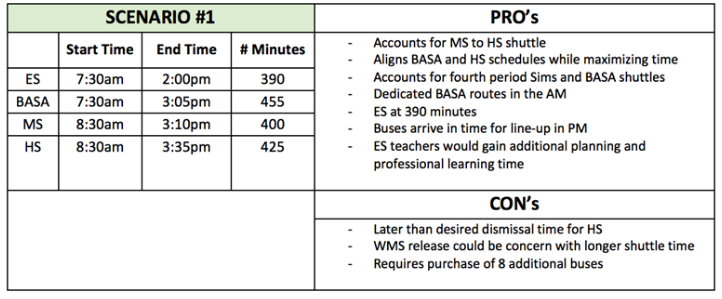 SCENARIO #1
Start Time End Time # Minutes
ES 7:30am 2:00pm 390
BASA 7:30am 3:05pm 455
MS 8:30am 3:10pm 400
HS 8:30am 3:35pm 425
PRO's
- Accounts for MS to HS shuttle
- Aligns BASA and HS schedules while maximizing time
- Accounts for fourth period Sims and BASA shuttles
- Dedicated BASA routes in the AM
- ES at 390 minutes
- Buses arrive in time for line-up in PM
- ES teachers would gain additional planning and
professional learning time
CON's
- Later than desired dismissal time for HS
- WMS release could be concern with longer shuttle time
- Requires purchase of 8 additional buses